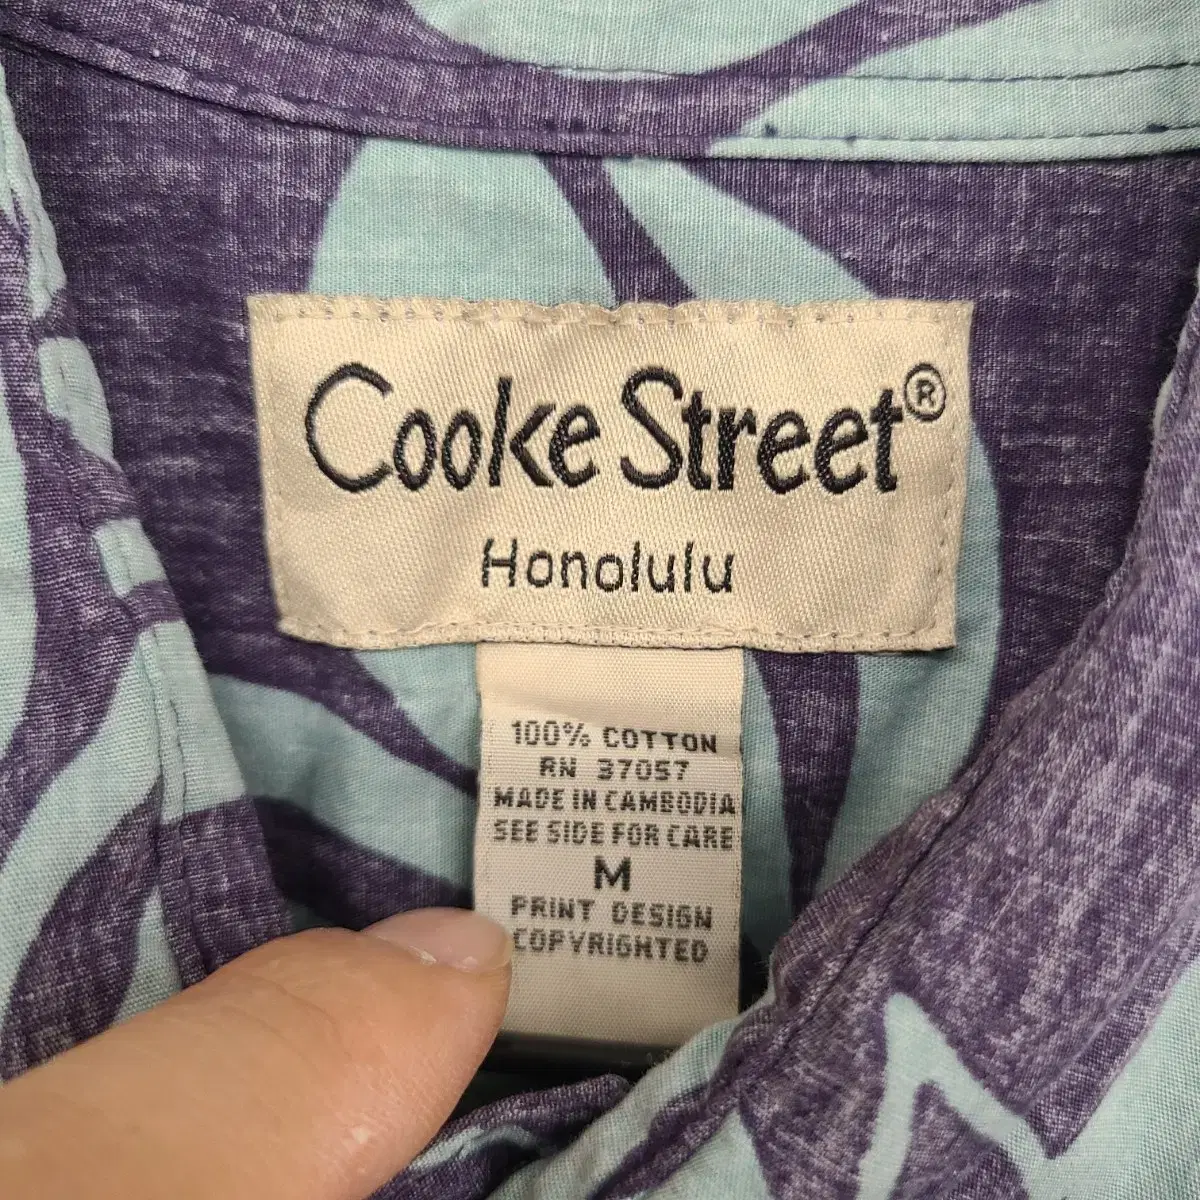 Cooke Street®
Honolulu
100% COTTON
RN 37057
MADE IN CAMBODIA
SEE SIDE FOR CARE
M
PRINT DESIGN
COPYRIGHTED